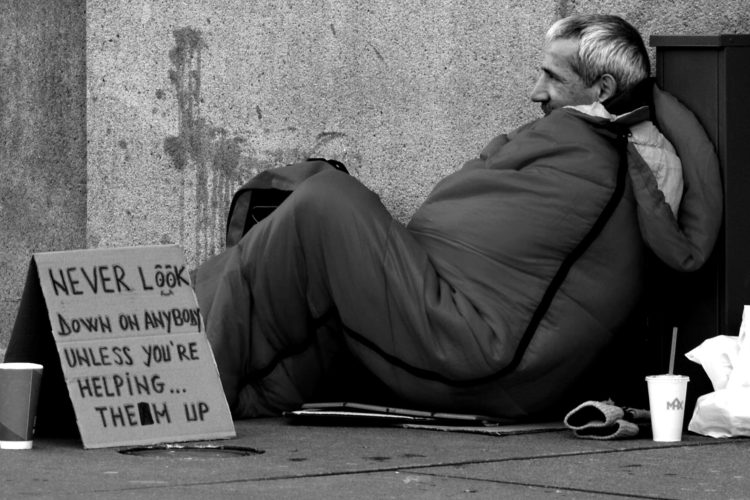 NEVER LOOK
DOWN ON ANYBODY
UNLESS YOU'RE
HELPING...
THEM UP
MAX